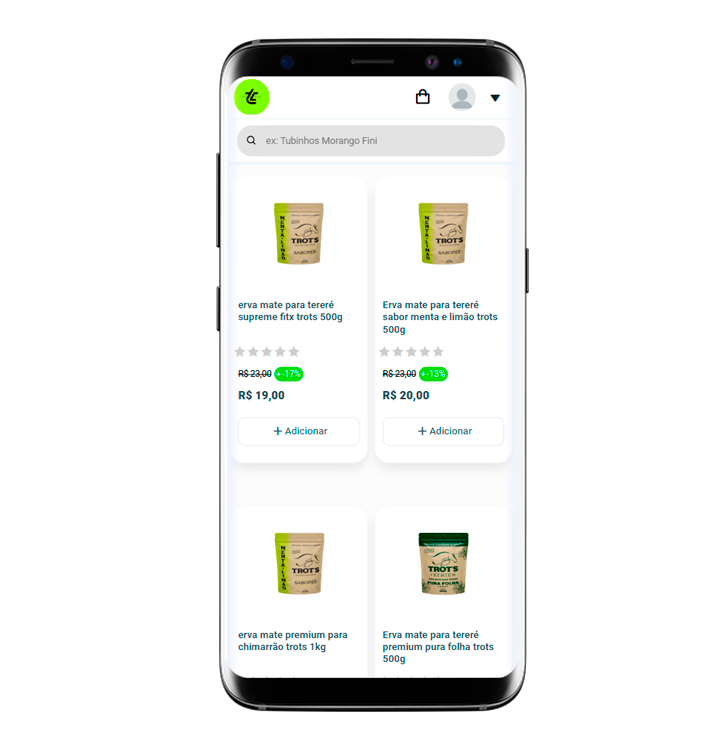 ex: Tubinhos Morango Fini
MENTA-LIMÃO
TROT'S
SABORES
MENTA-LIMÃO
TROT'S
SABORES
erva mate para tereré
supreme fitx trots 500g
Erva mate para tereré
sabor menta e limão trots
500g
R$ 23,00 -17%
R$ 23,00 -13%
R$ 19,00
R$ 20,00
+ Adicionar
+ Adicionar
MENTA-LIMÃO
TROT'S
SABORES
TROT'S
PREMIUM
PURA FOLHA
erva mate premium para
chimarrão trots 1kg
Erva mate para tereré
premium pura folha trots
500g